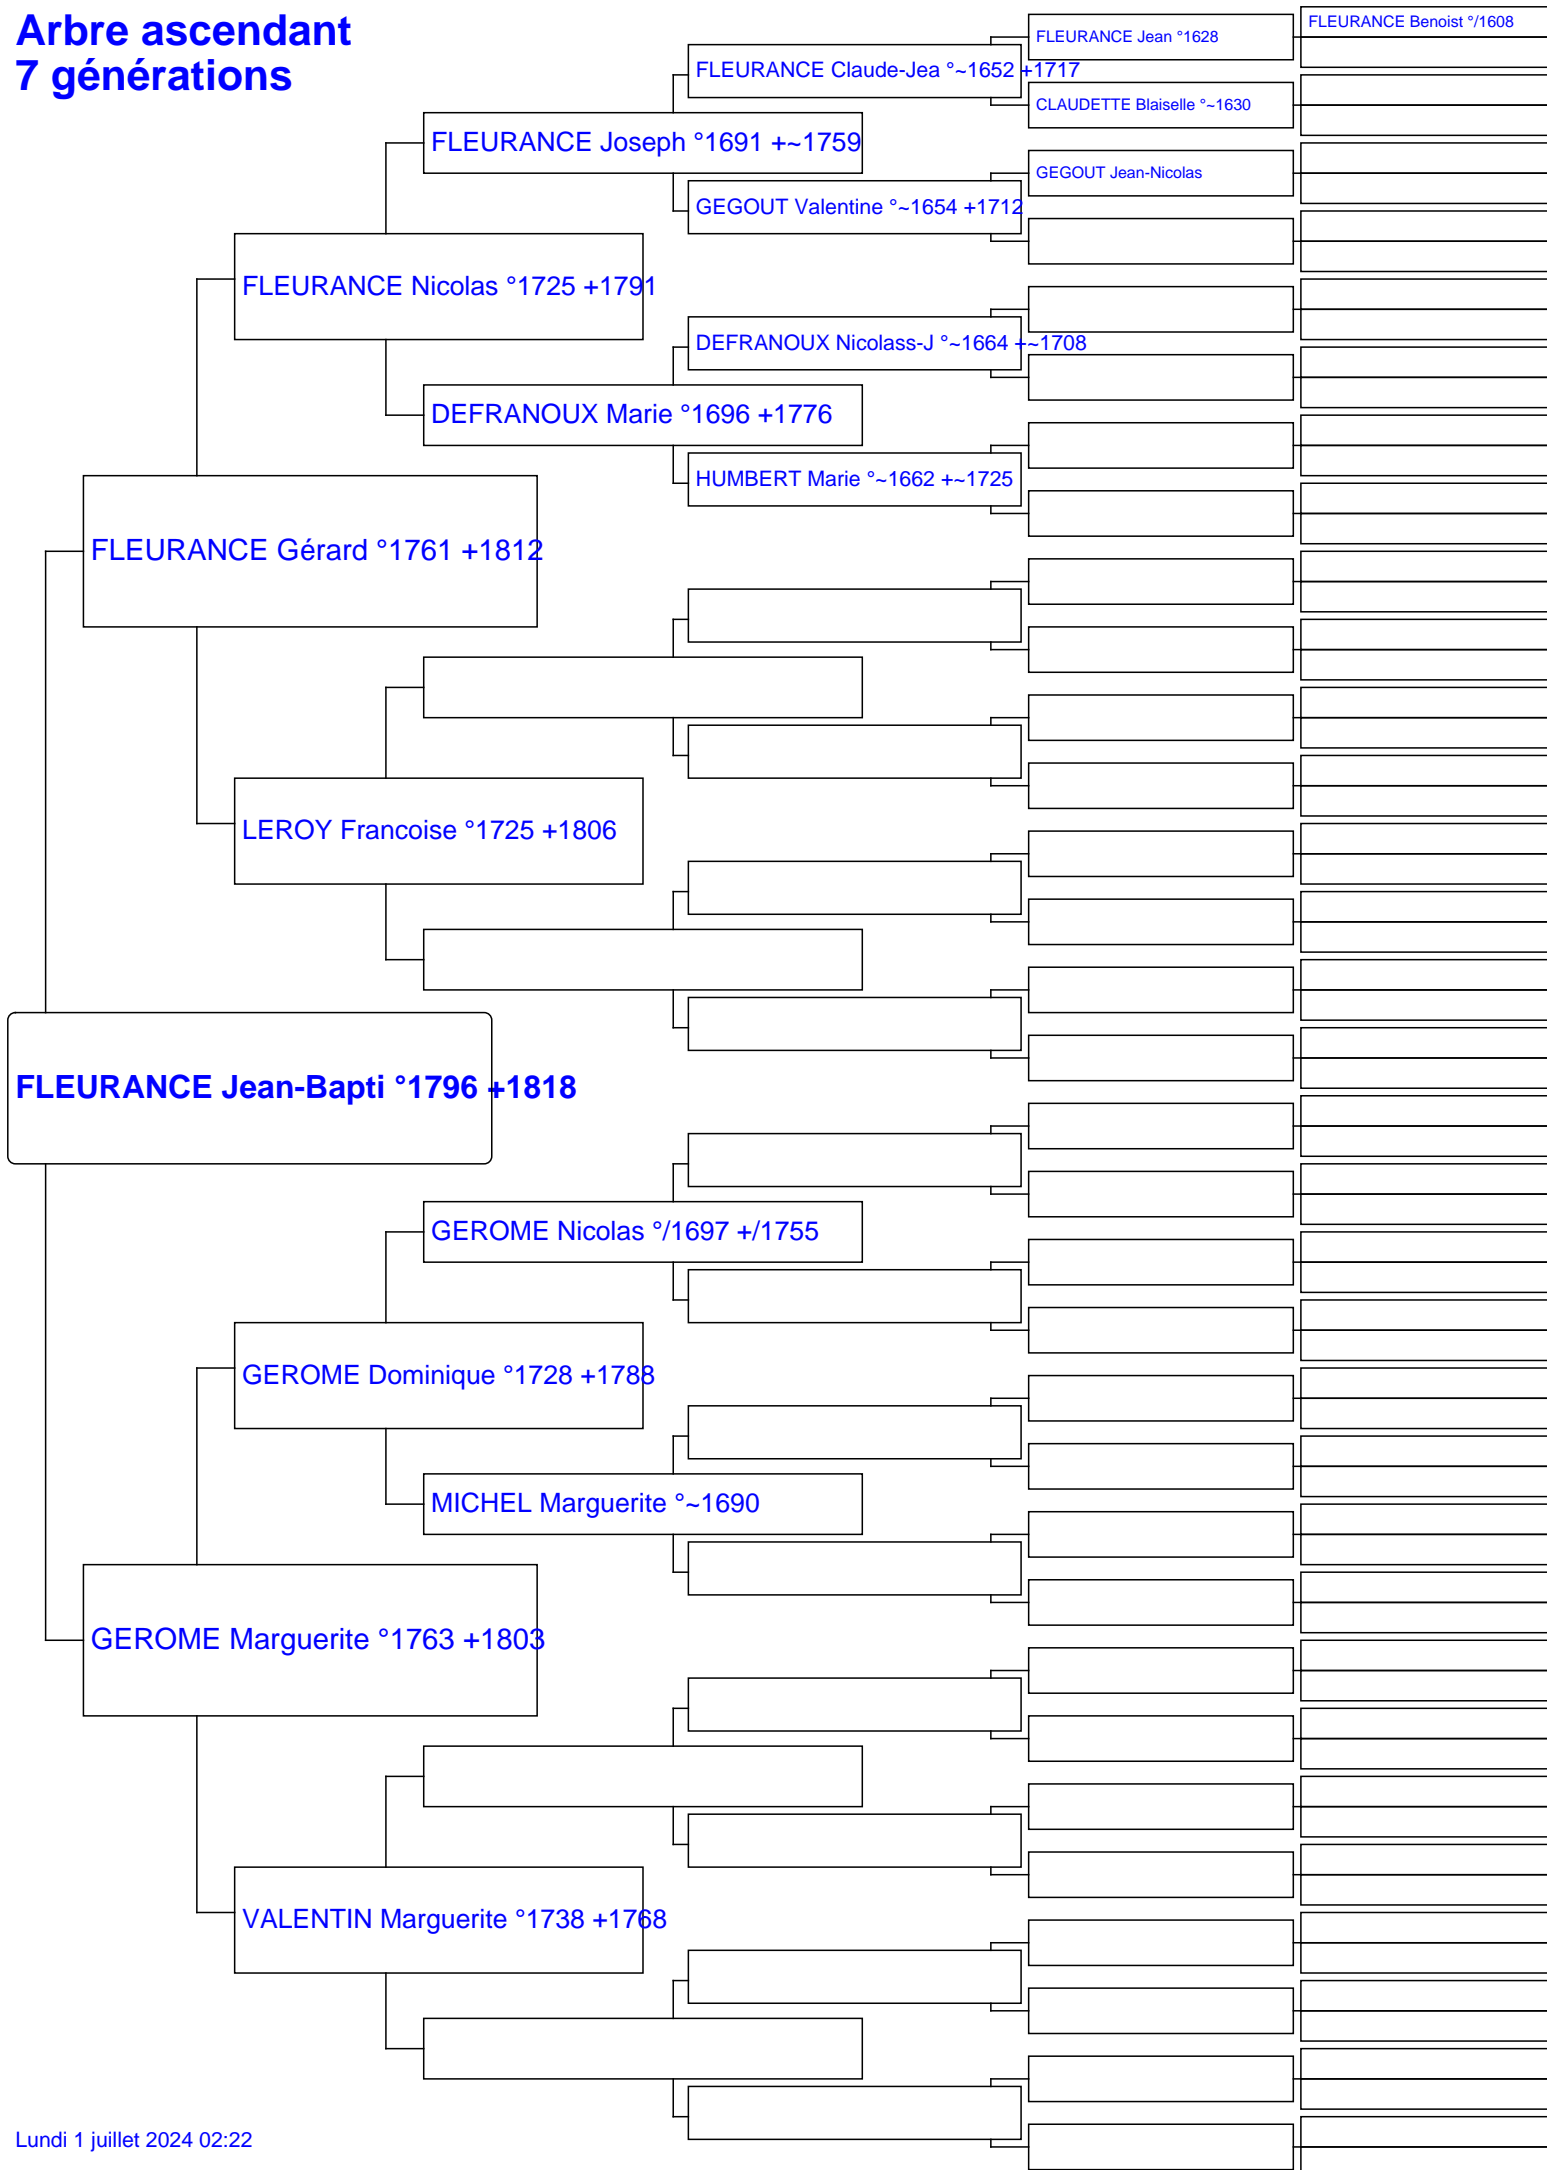 Arbre ascendant
7 générations
FLEURANCE Benoist °/1608
FLEURANCE Jean °1628
FLEURANCE Claude-Jea °~1652 +1717
CLAUDETTE Blaiselle °~1630
FLEURANCE Joseph °1691 +~1759
GEGOUT Jean-Nicolas
GEGOUT Valentine °~1654 +1712
FLEURANCE Nicolas °1725 +1791
DEFRANOUX Nicolass-J °~1664 +~1708
DEFRANOUX Marie °1696 +1776
HUMBERT Marie °~1662 +~1725
FLEURANCE Gérard °1761 +1812
LEROY Francoise °1725 +1806
FLEURANCE Jean-Bapti °1796 +1818
GEROME Nicolas °/1697 +/1755
GEROME Dominique °1728 +1788
MICHEL Marguerite °~1690
GEROME Marguerite °1763 +1803
VALENTIN Marguerite °1738 +1768
Lundi 1 juillet 2024 02:22